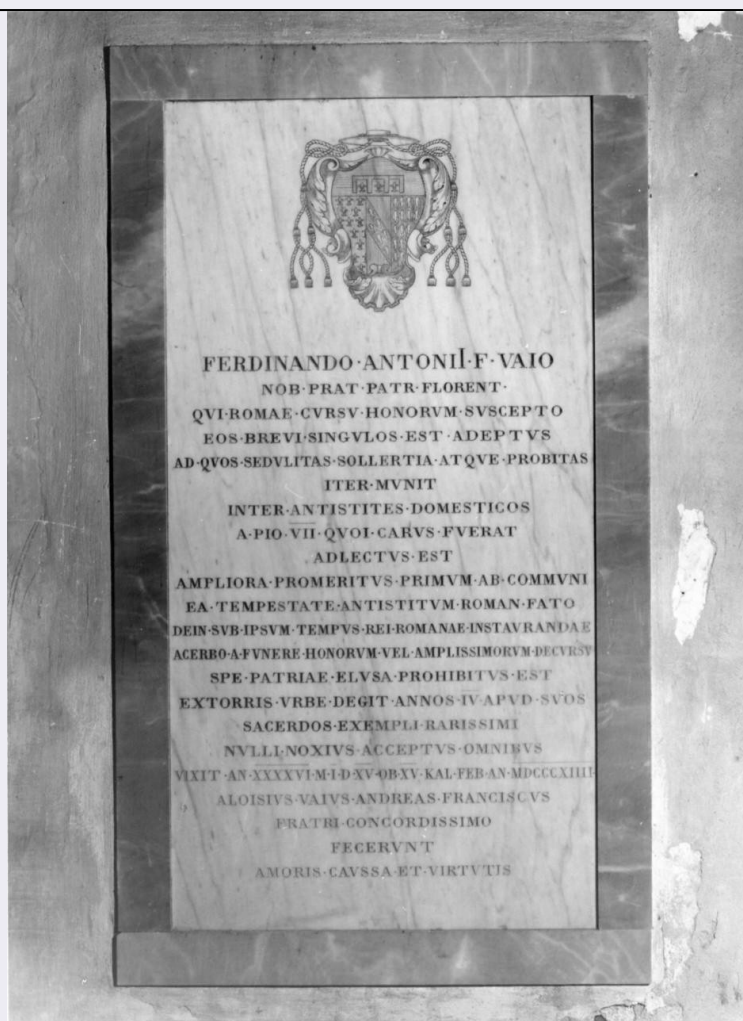 FERDINANDO·ANTONII·F·VAIO
NOB·PRAT·PATR·FLORENT·
QVI·ROMAE·CVRSV·HONORVM·SVSCEPTO
EOS·BREVI·SINGVLOS·EST·ADEPTVS
AD·QVOS·SEDVLITAS·SOLLERTIA·ATQVE·PROBITAS
ITER·MVNIT
INTER·ANTISTITES·DOMESTICOS
A·PIO·VII·QVOI·CARVS·FVERAT
ADLECTVS·EST
AMPLIORA·PROMERITVS·PRIMVM·AB·COMMVNI
EA·TEMPESTATE·ANTISTITVM·ROMAN·FATO
DEIN·SVB·IPSVM·TEMPVS·REI·ROMANAE·INSTAVRANDAE
ACERBO·A·FVNERE·HONORVM·VEL·AMPLISSIMORVM·DECVRSV
SPE·PATRIAE·ELVSA·PROHIBITVS·EST
EXTORRIS·VRBE·DEGIT·ANNOS·IV·APVD·SVOS
SACERDOS·EXEMPLI·RARISSIMI
NVLLI·NOXIVS·ACCEPTVS·OMNIBVS
VIXIT·AN·XXXXVI·M·I·D·XV·OB·XV·KAL·FEB·AN·MDCCCXIIII·
ALOISIVS·VAIVS·ANDREAS·FRANCISCVS
FRATRI·CONCORDISSIMO
FECERVNT
AMORIS·CAVSSA·ET·VIRTVTIS